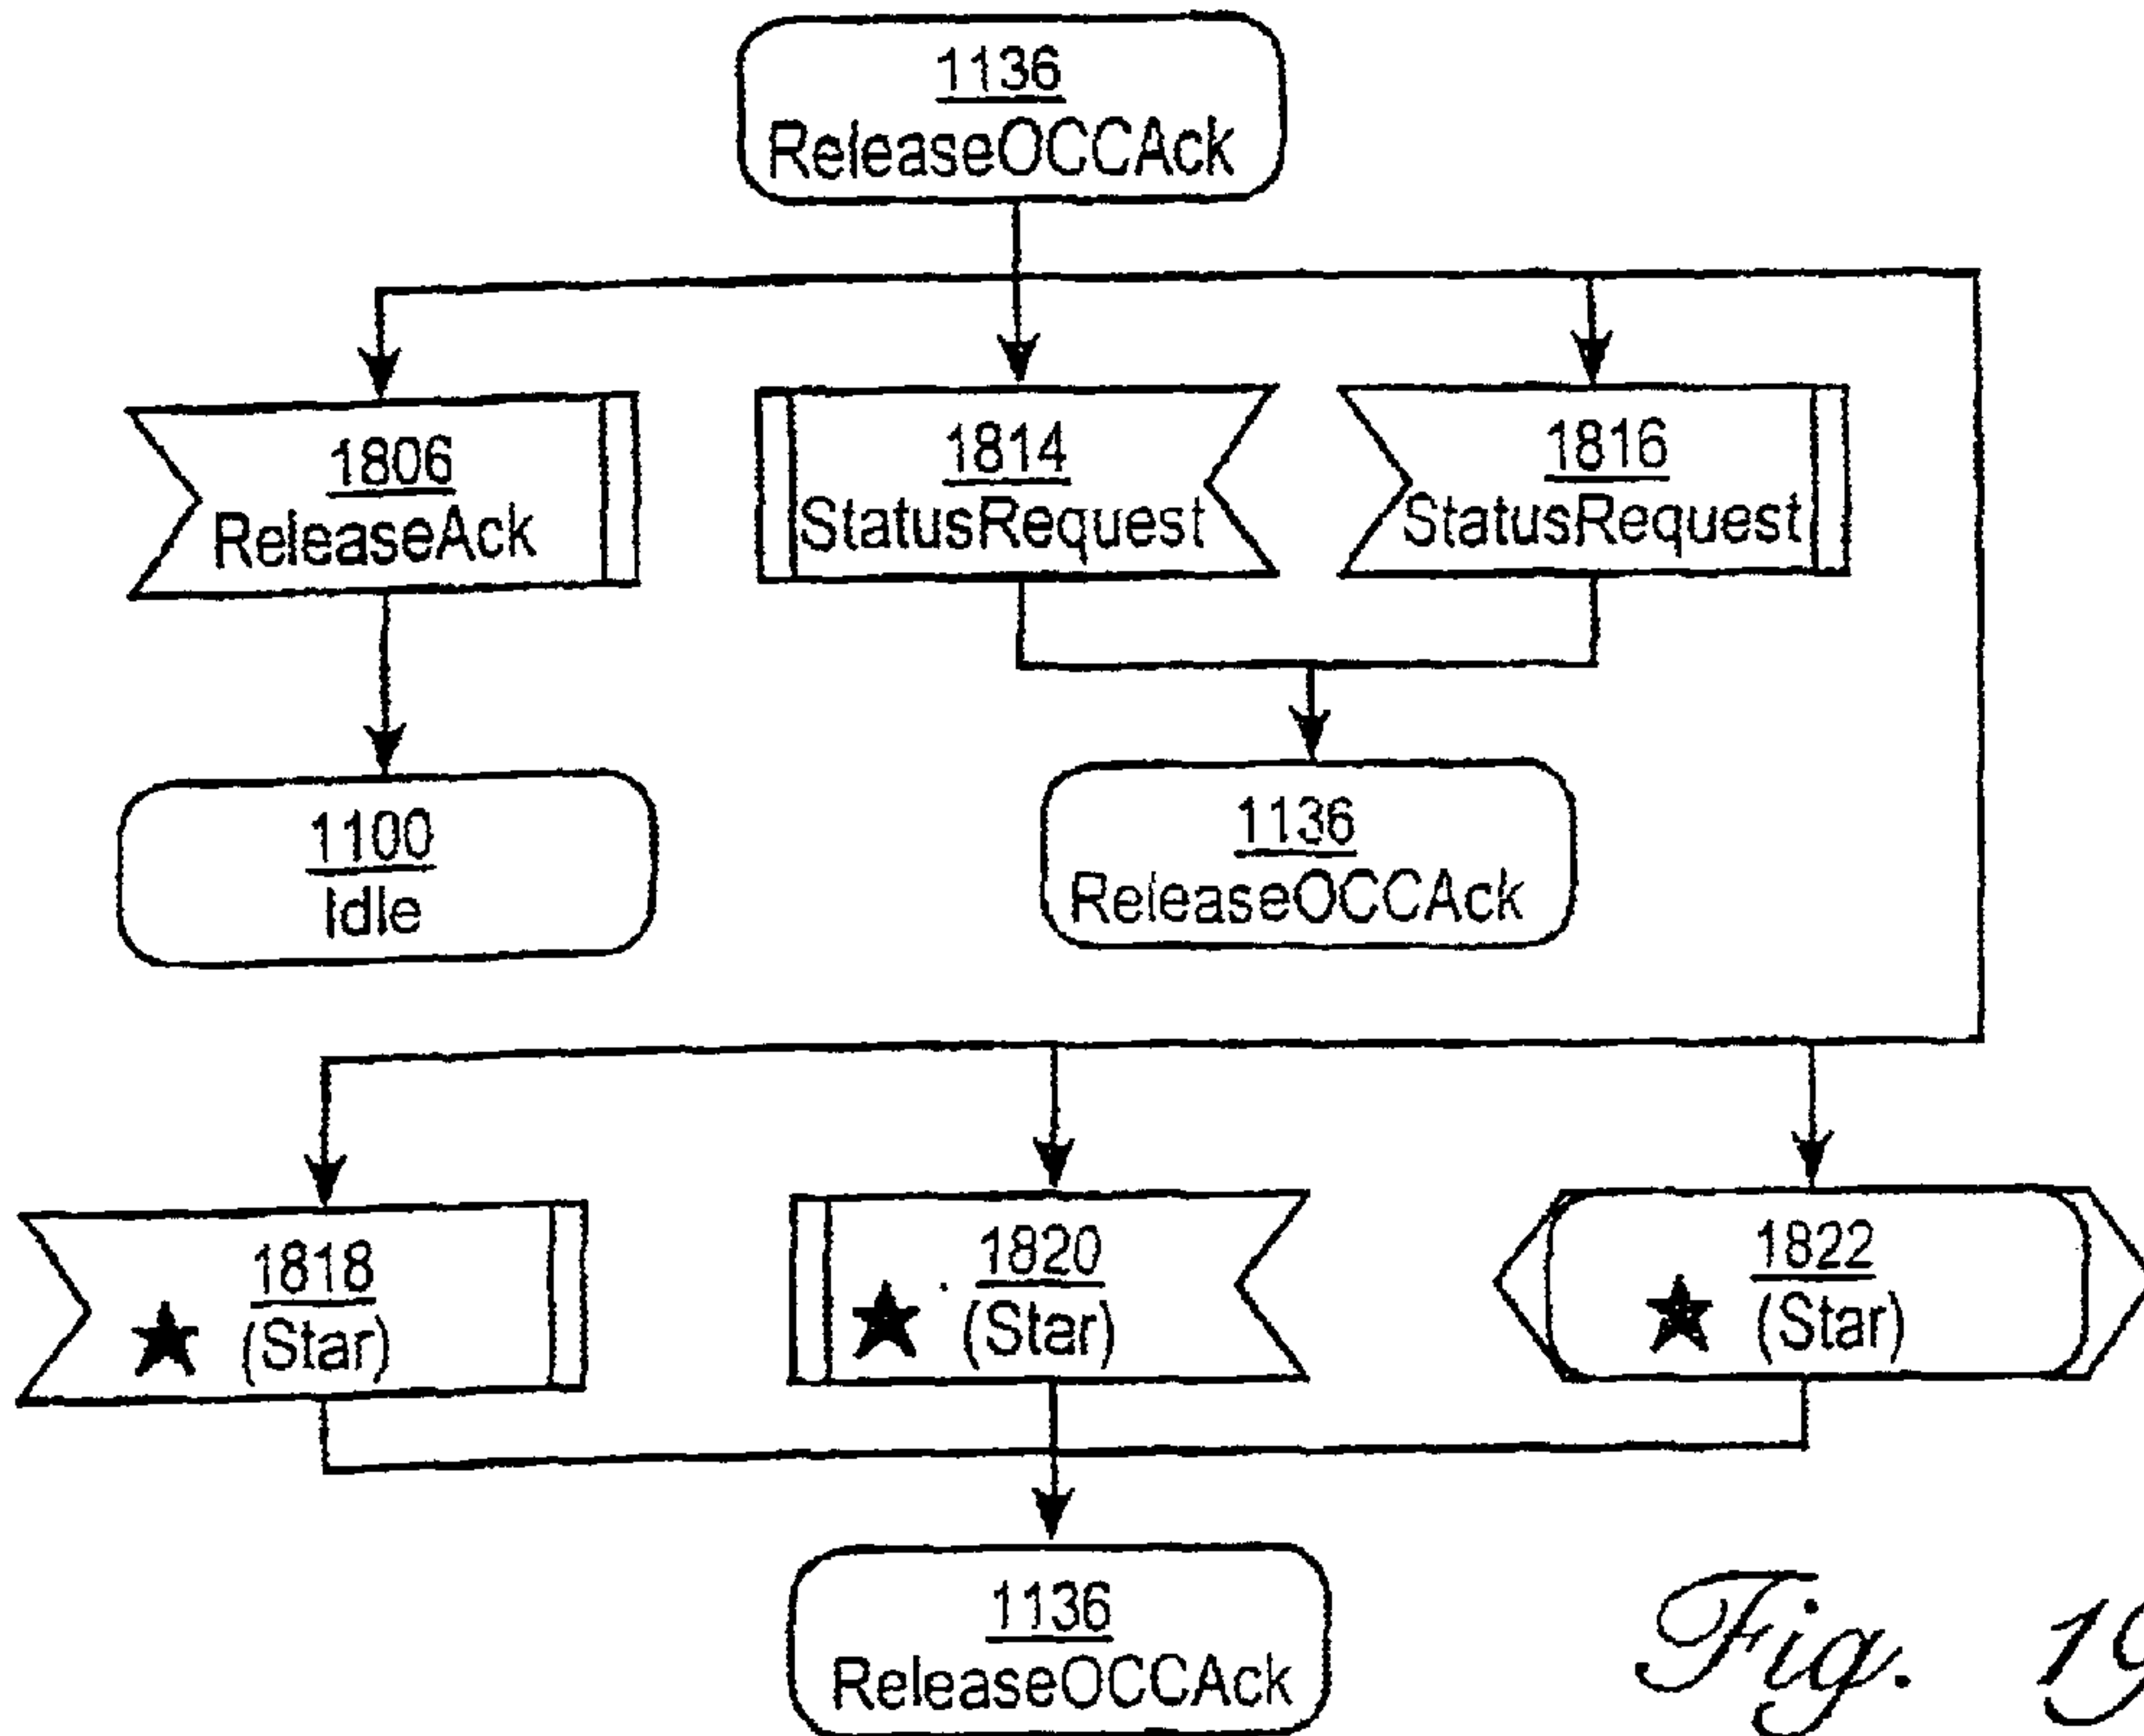 1136
ReleaseOCCAck
1806
ReleaseAck
1814
StatusRequest
1816
StatusRequest
1100
Idle
1136
ReleaseOCCAck
1818
(Star)
1820
(Star)
1822
(Star)
1136
ReleaseOCCAck
Fig. 19